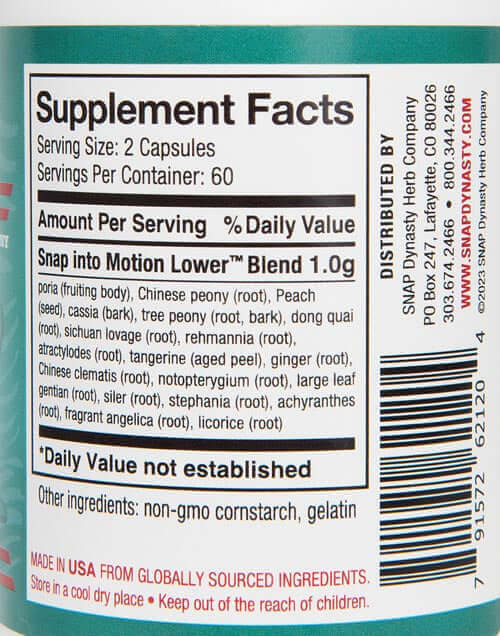 Supplement Facts
Serving Size: 2 Capsules
Servings Per Container: 60
Amount Per Serving % Daily Value
Snap into Motion Lower™ Blend 1.0g
poria (fruiting body), Chinese peony (root), Peach
(seed), cassia (bark), tree peony (root, bark), dong quai
(root), sichuan lovage (root), rehmannia (root),
atractylodes (root), tangerine (aged peel), ginger (root),
Chinese clematis (root), notopterygium (root), large leaf
gentian (root), siler (root), stephania (root), achyranthes
(root), fragrant angelica (root), licorice (root)
*Daily Value not established
Other ingredients: non-gmo cornstarch, gelatin
MADE IN USA FROM GLOBALLY SOURCED INGREDIENTS.
Store in a cool dry place • Keep out of the reach of children.
DISTRIBUTED BY
SNAP Dynasty Herb Company
PO Box 247, Lafayette, CO 80026
303.674.2466 • 800.344.2466
WWW.SNAPDYNASTY.COM
©2023 SNAP Dynasty Herb Company
7 91572 62120 4